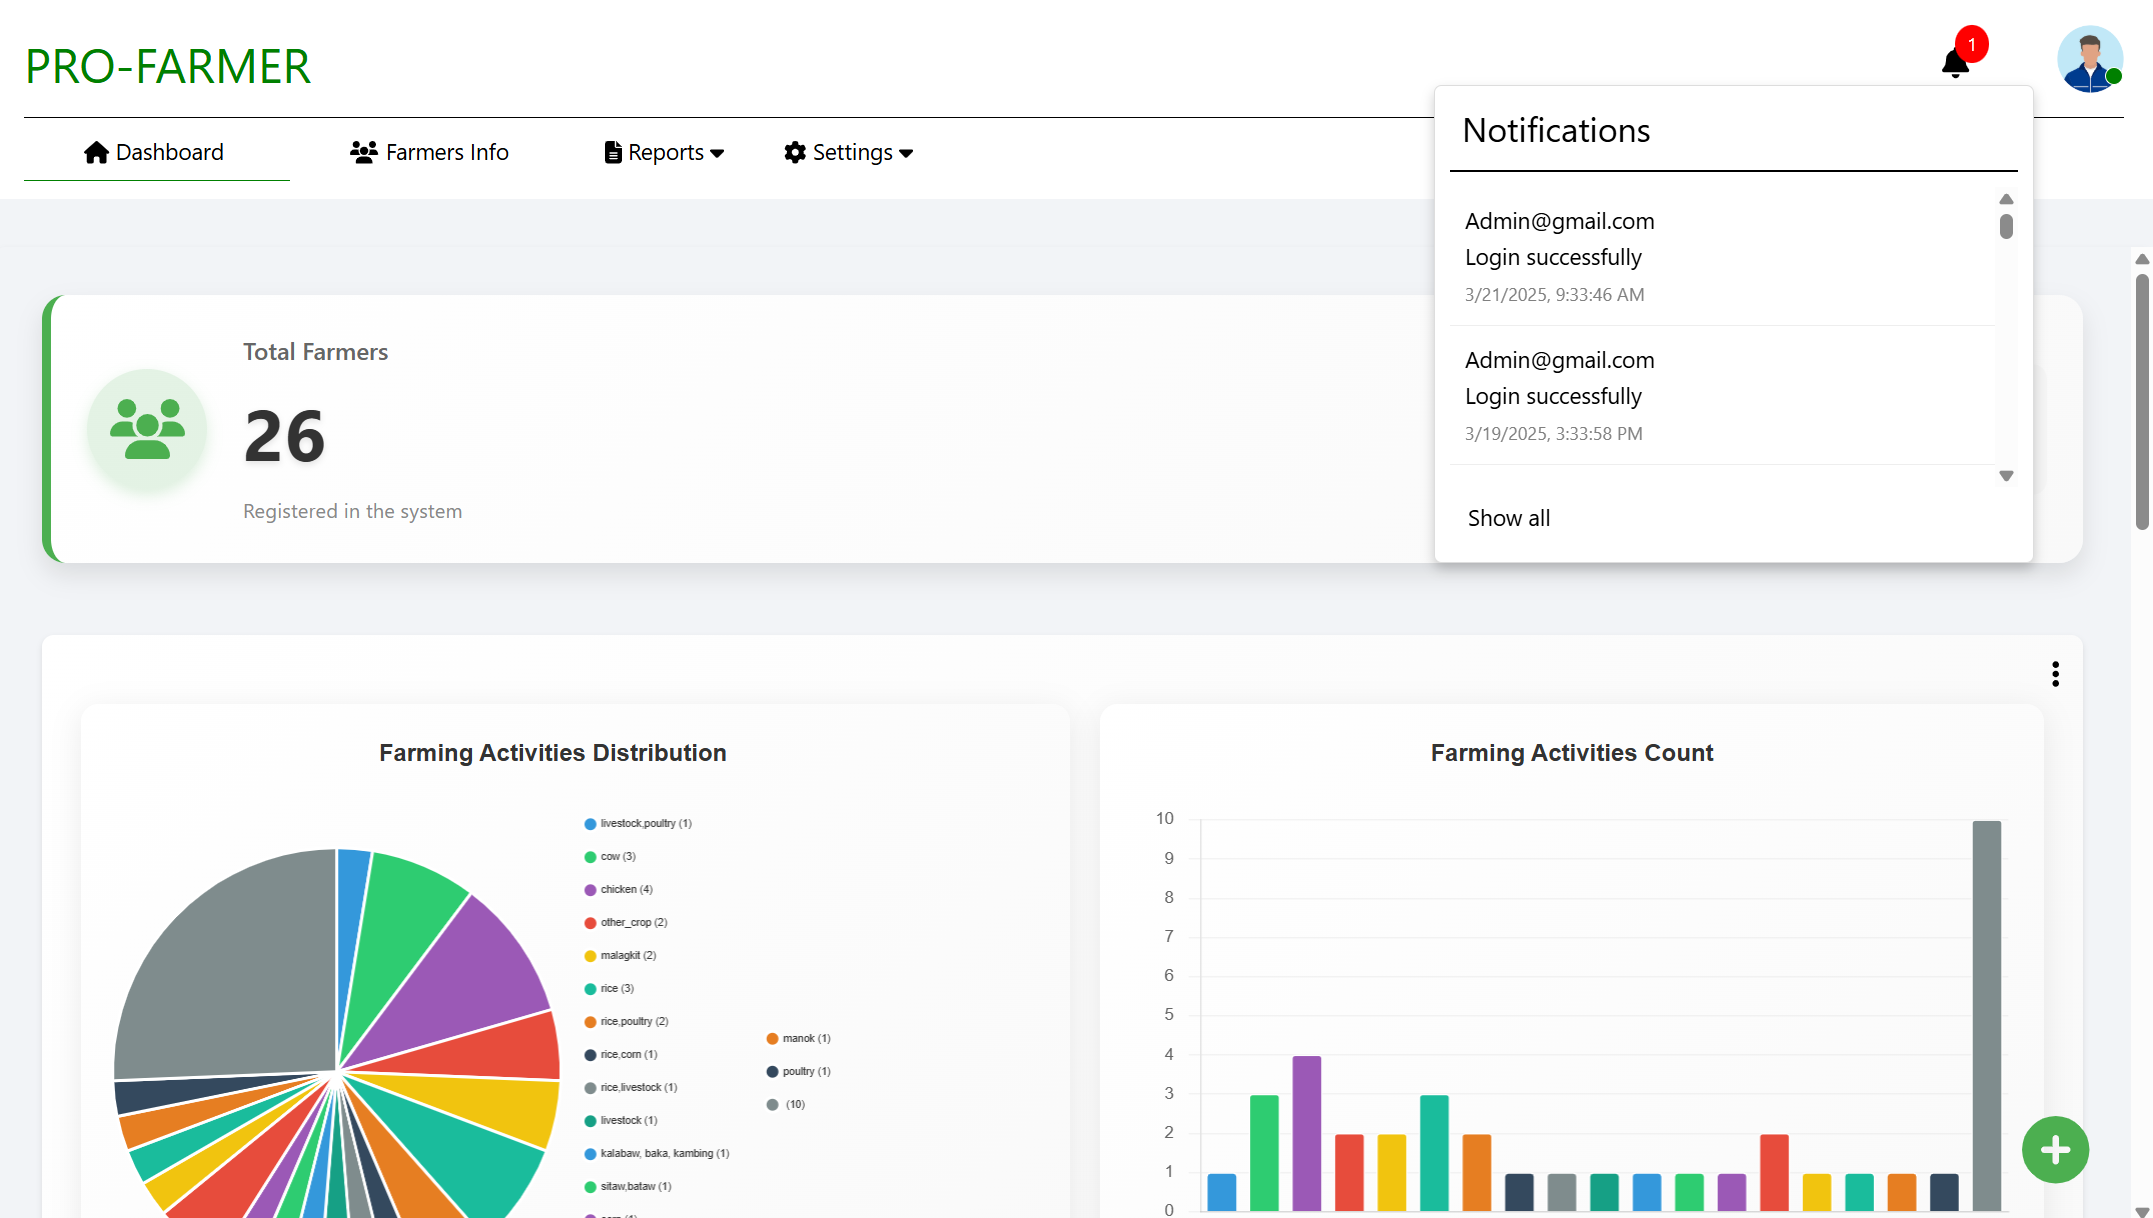 PRO-FARMER
1
Dashboard
Farmers Info
Reports
Settings
Notifications
Admin@gmail.com
Login successfully
3/21/2025, 9:33:46 AM
Admin@gmail.com
Login successfully
3/19/2025, 3:33:58 PM
Show all
Total Farmers
26
Registered in the system
Farming Activities Distribution
livestock,poultry (1)
cow (3)
chicken (4)
other_crop (2)
malagkit (2)
rice (3)
rice,poultry (2)
rice,corn (1)
rice,livestock (1)
livestock (1)
kalabaw, baka, kambing (1)
sitaw,bataw (1)
manok (1)
poultry (1)
(10)
Farming Activities Count
10
9
8
7
6
5
4
3
2
1
0